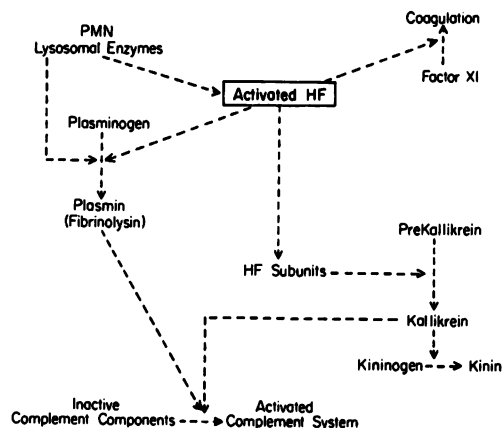 PMN
Lysosomal Enzymes
Coagulation
Factor XI
Activated HF
Plasminogen
Plasmin
(Fibrinolysin)
HF Subunits
PreKallikrein
Kallikrein
Kininogen
Kinin
Inactive
Complement Components
Activated
Complement System